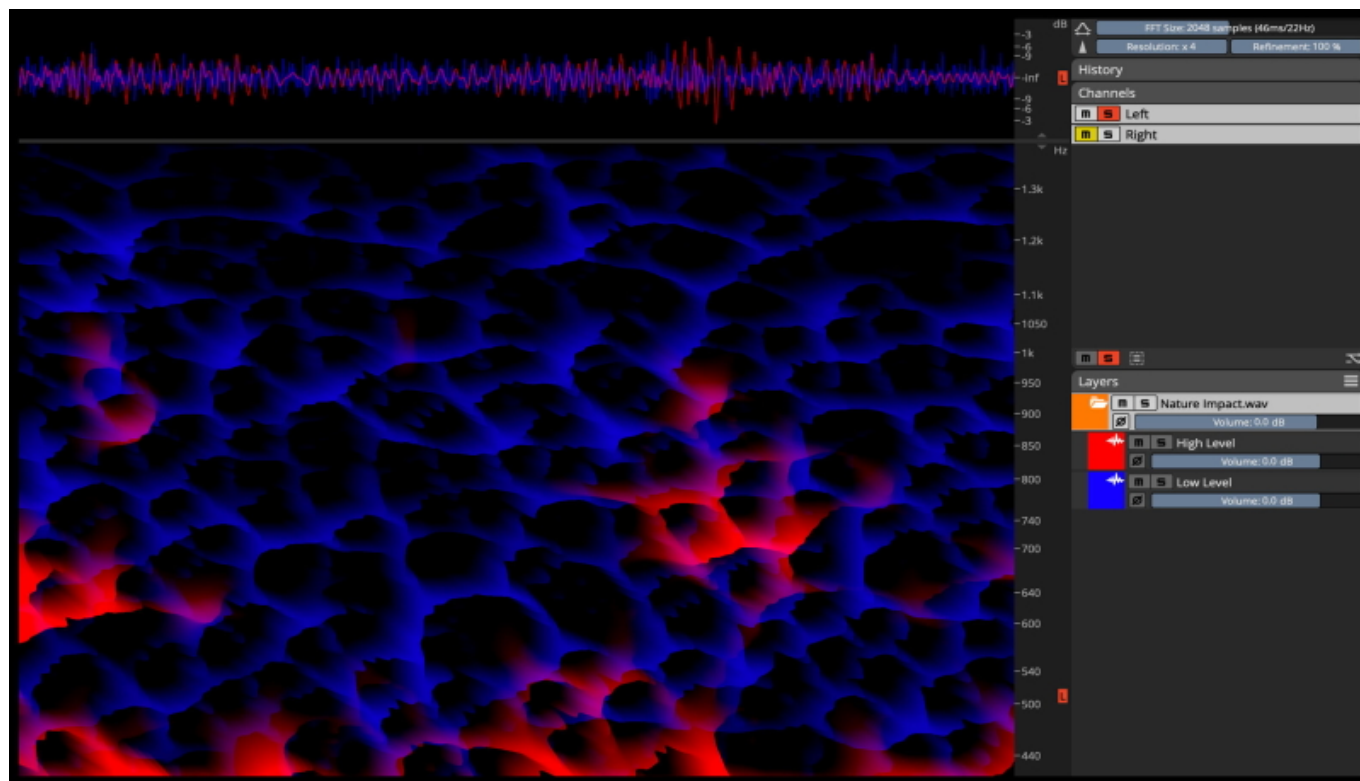 dB
FFT Size: 2048 samples (46ms/22Hz)
Resolution: x 4
Refinement: 100 %
-3
-6
-9
-inf
-9
-6
-3
L
History
Channels
m S Left
m S Right
Hz
1.3k
1.2k
1.1k
1050
1k
950
900
850
800
740
700
640
600
540
500
440
L
m S
Layers
m S Nature Impact.wav
Volume: 0.0 dB
m S High Level
Volume: 0.0 dB
m S Low Level
Volume: 0.0 dB